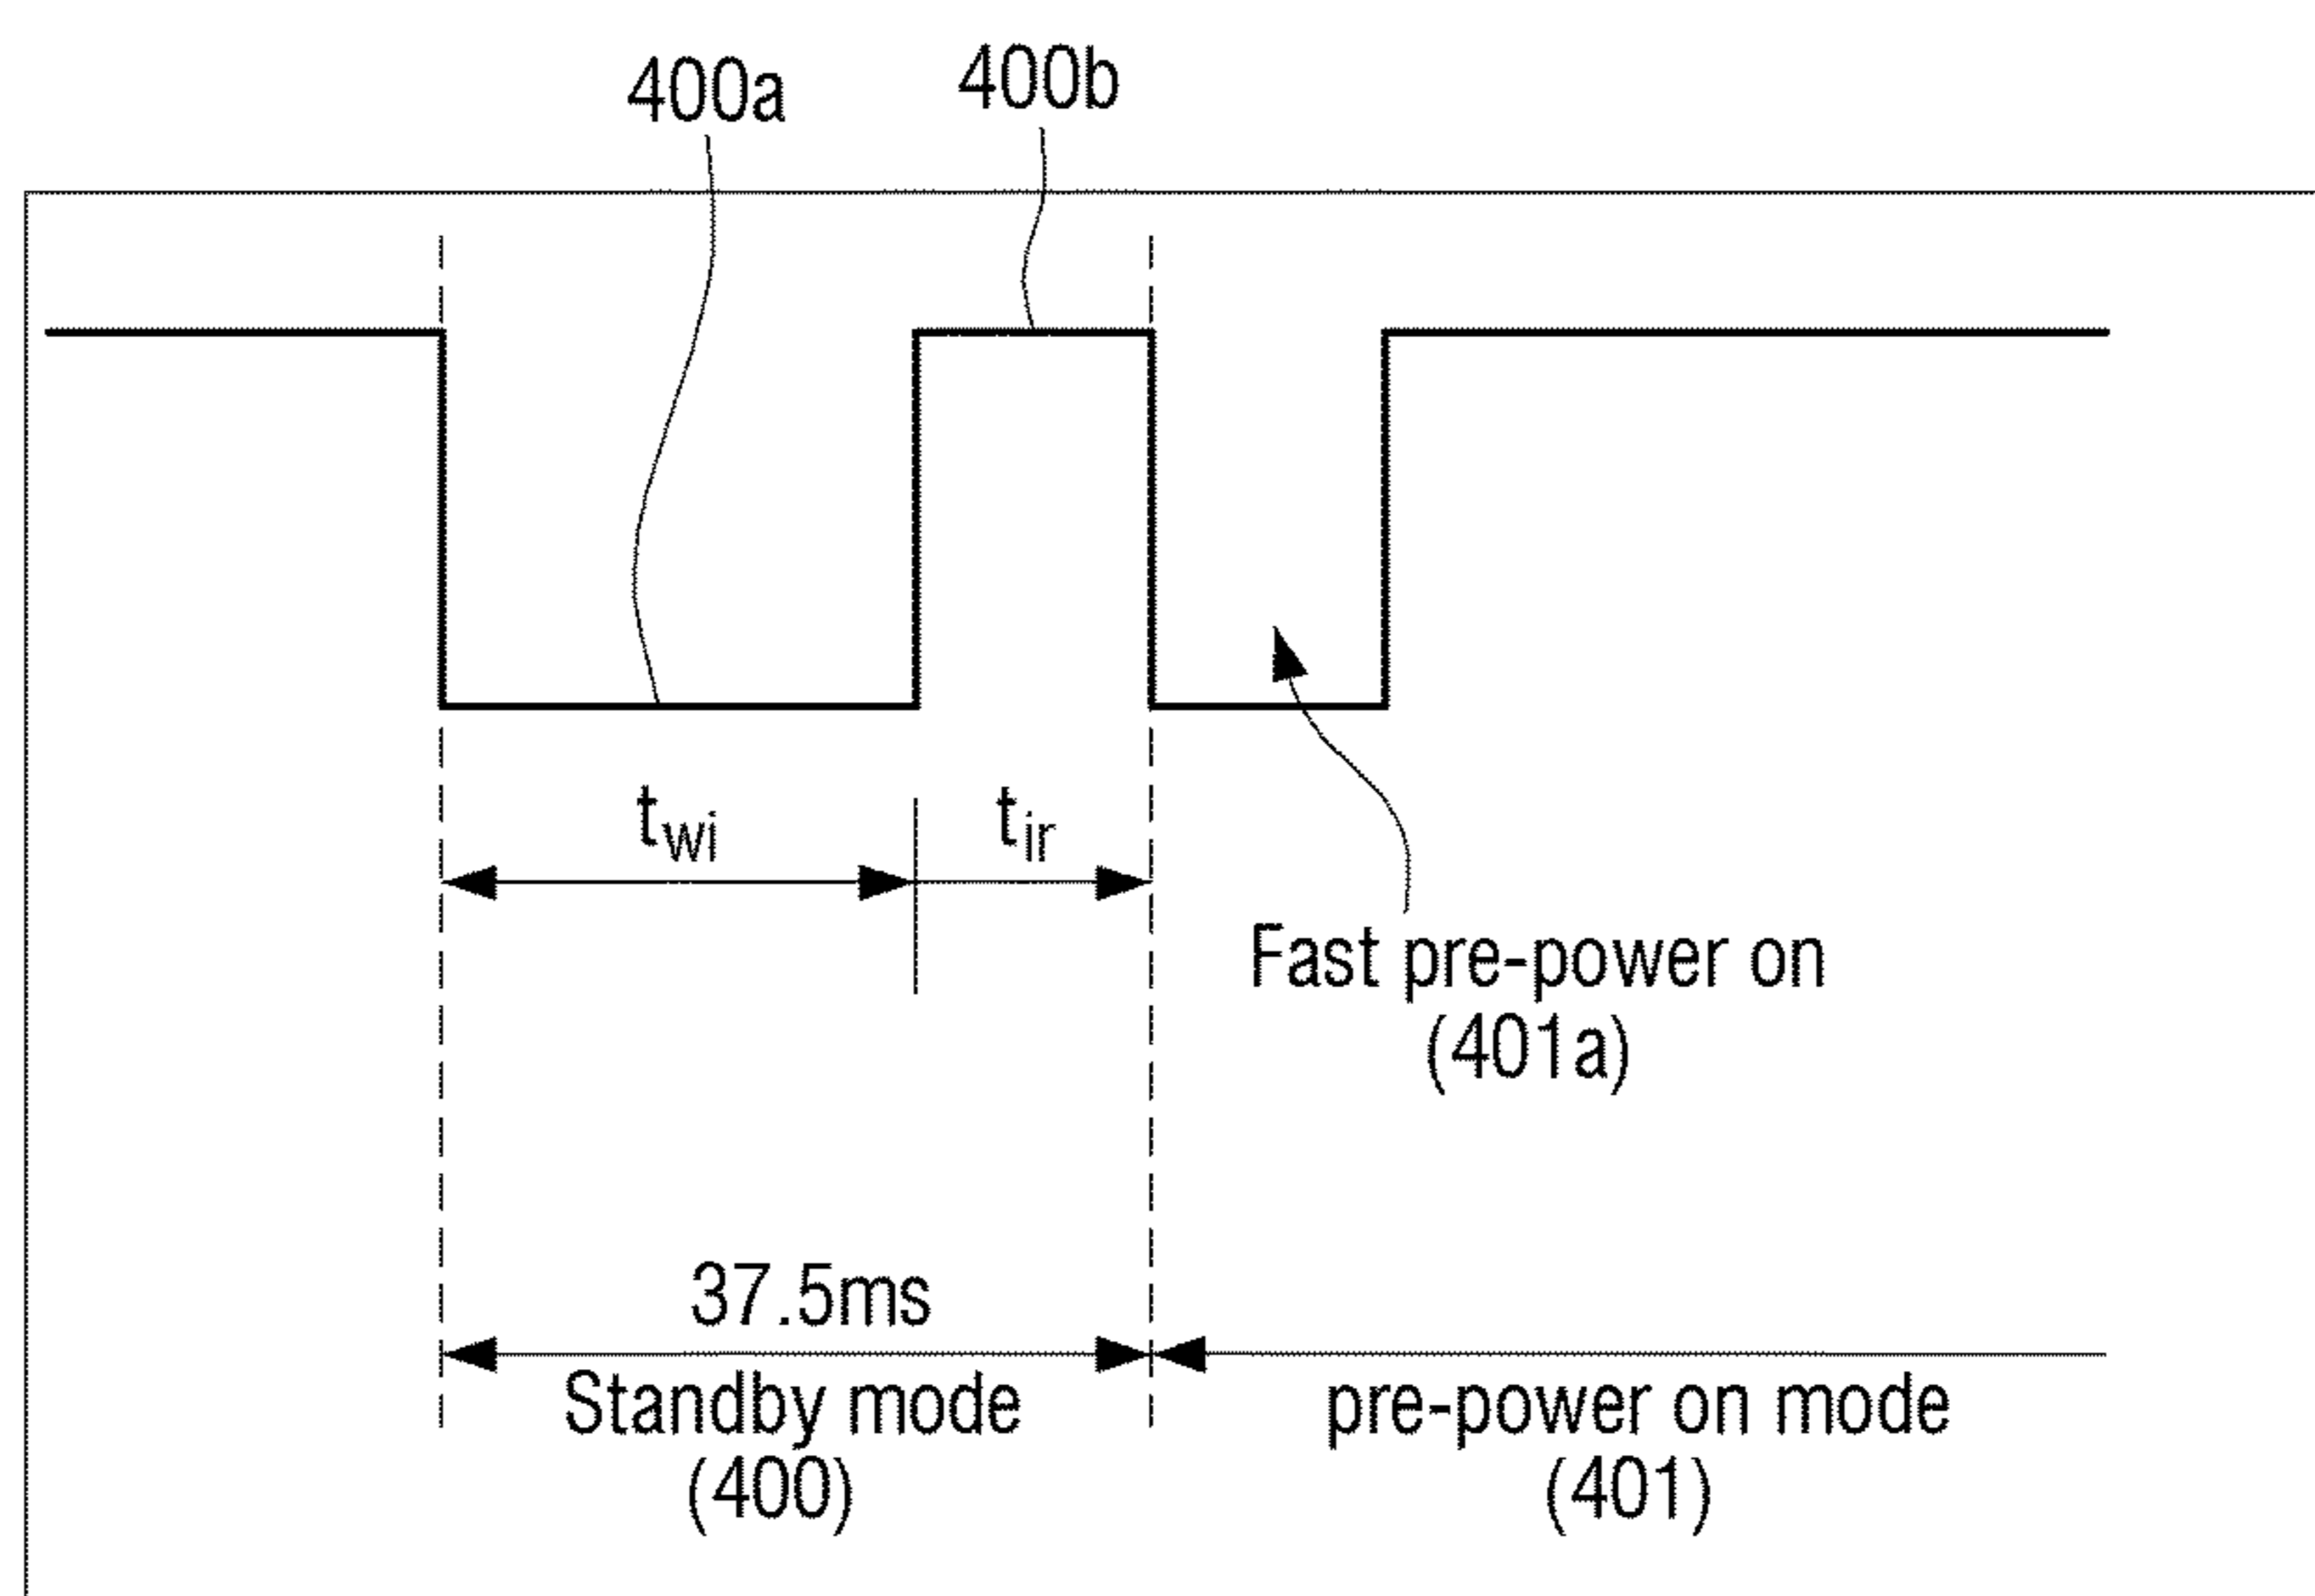 400a
400b
twi
tir
Fast pre-power on
(401a)
37.5ms
Standby mode
(400)
pre-power on mode
(401)